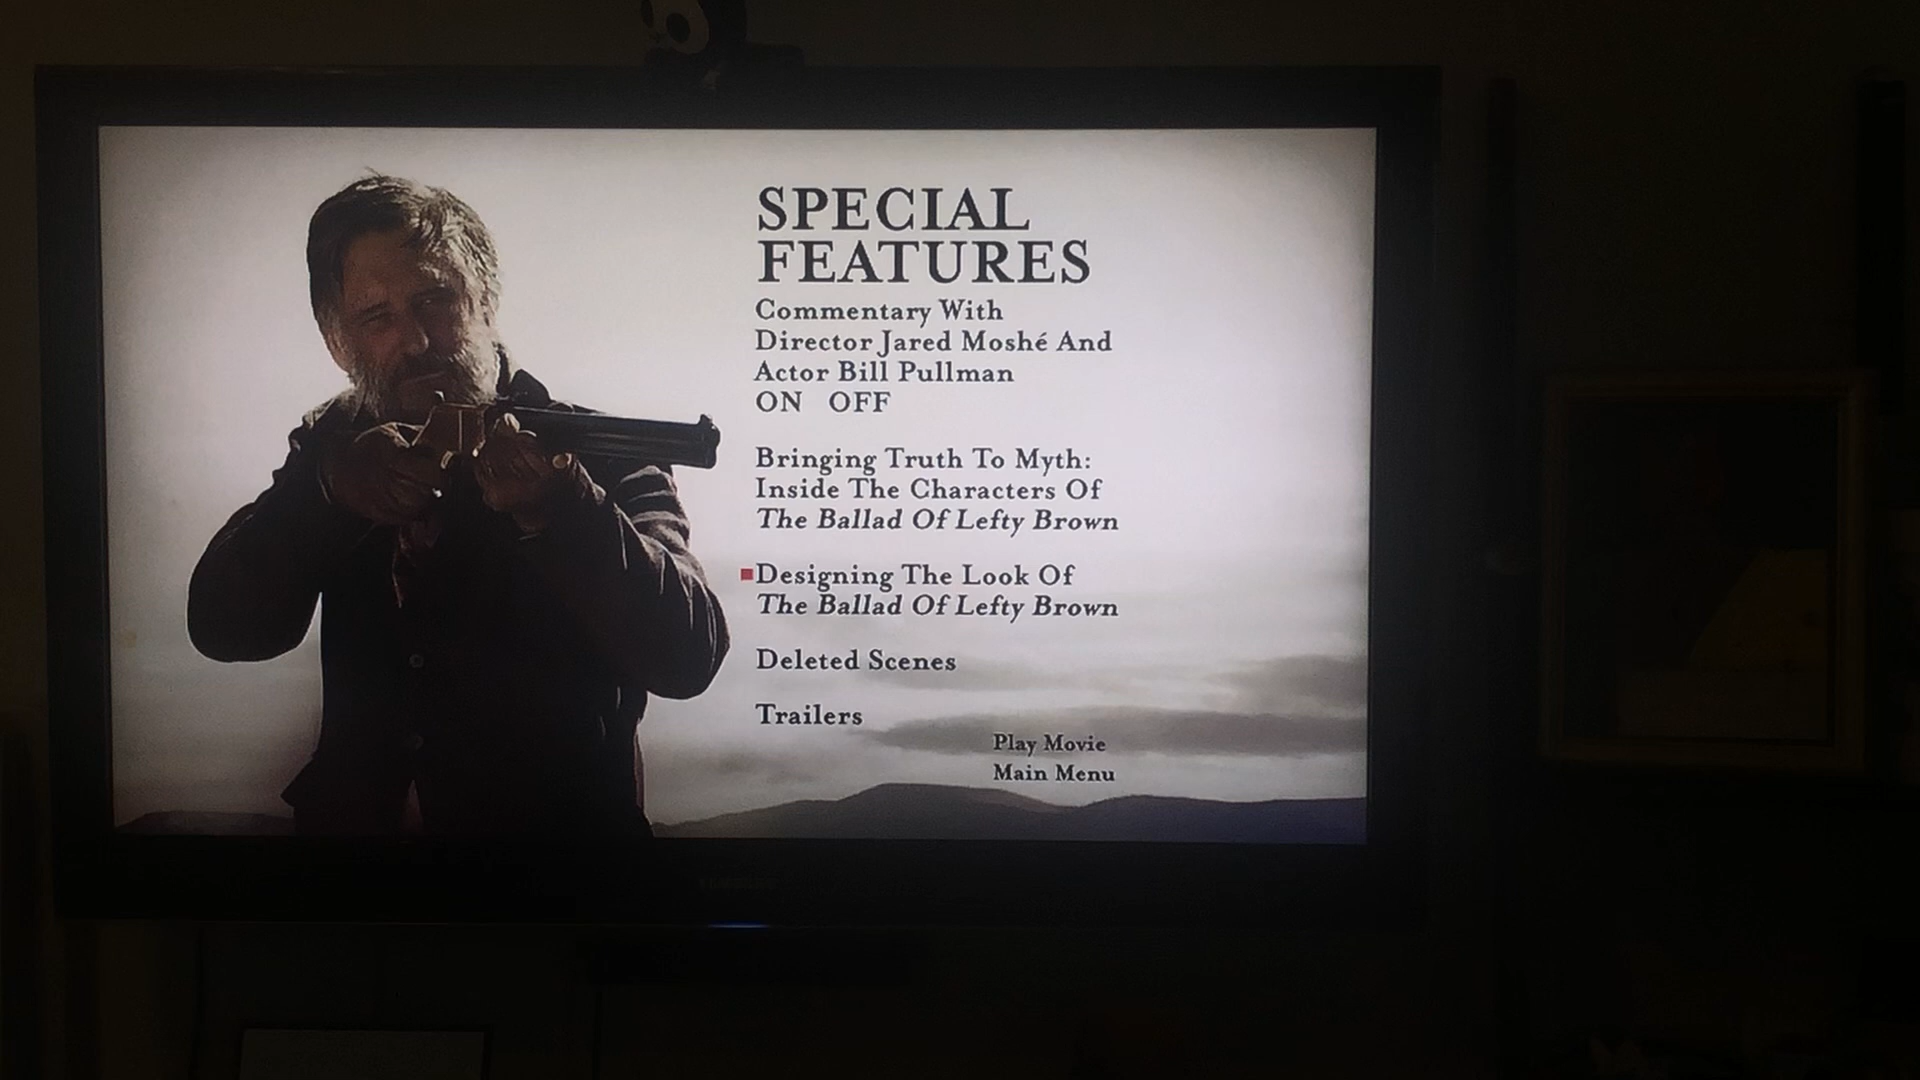 SPECIAL
FEATURES
Commentary With
Director Jared Moshé And
Actor Bill Pullman
ON OFF
Bringing Truth To Myth:
Inside The Characters Of
The Ballad Of Lefty Brown
Designing The Look Of
The Ballad Of Lefty Brown
Deleted Scenes
Trailers
Play Movie
Main Menu